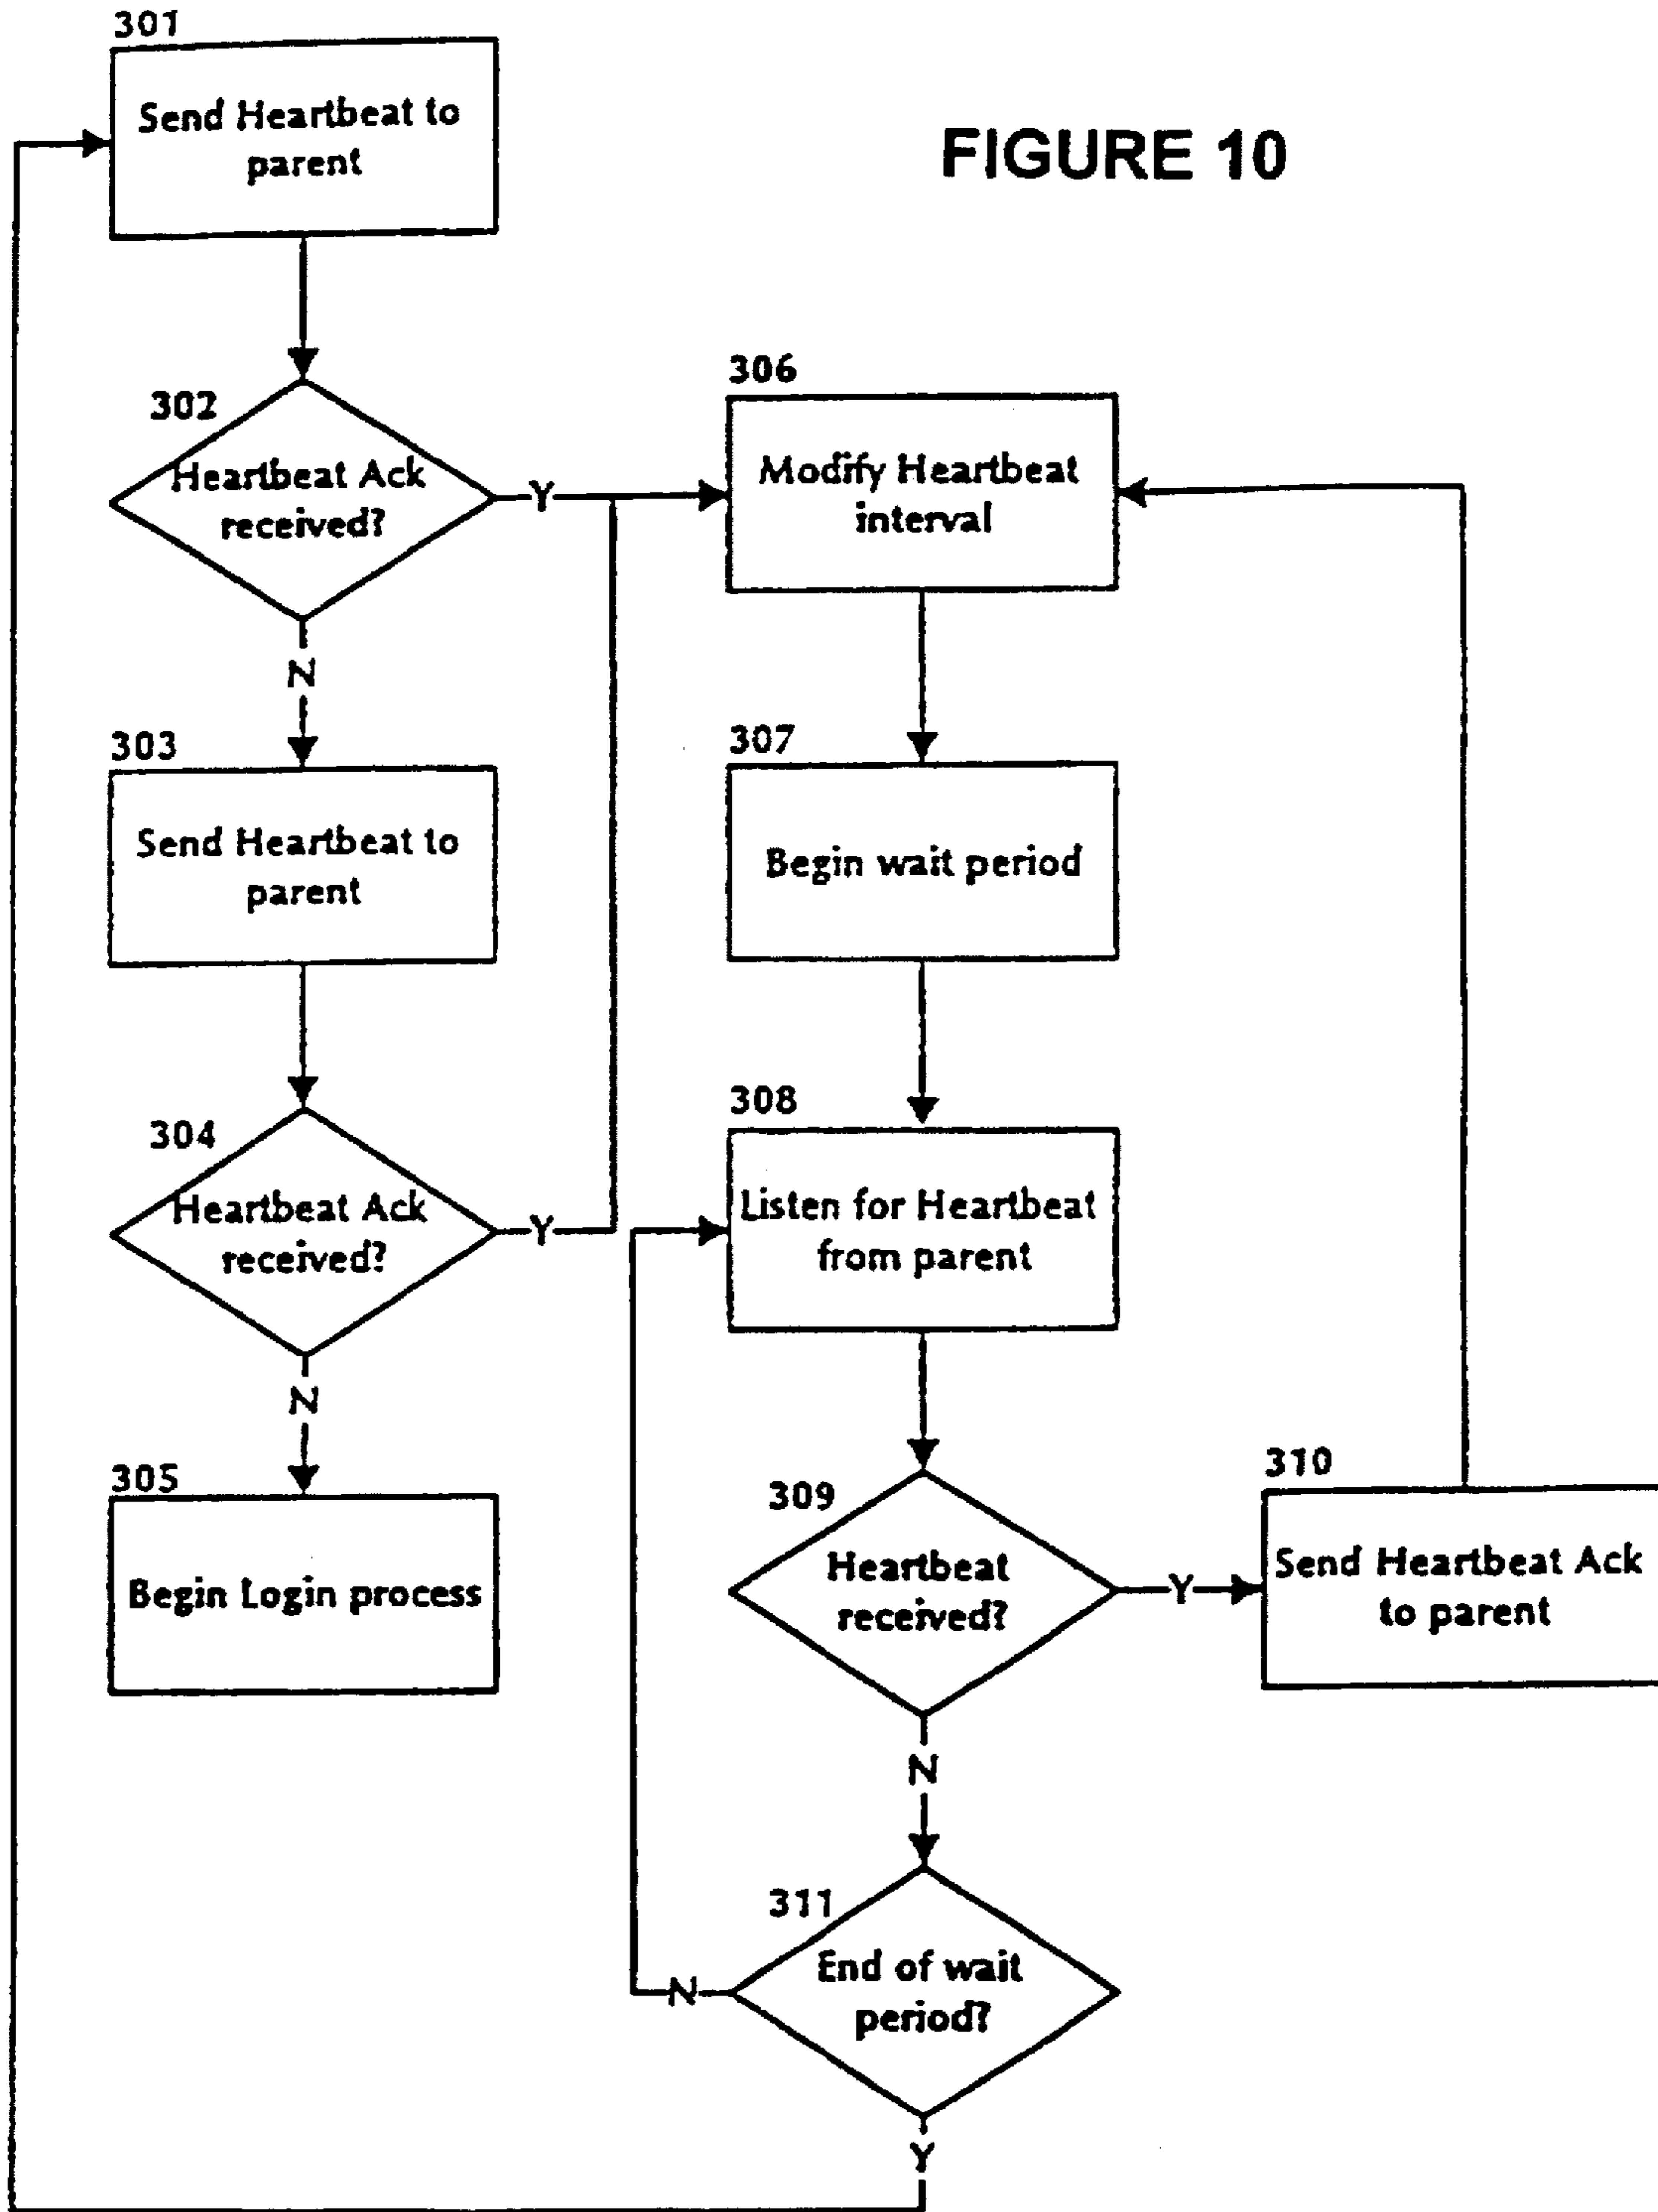 FIGURE 10
301
Send Heartbeat to
parent
302
Heartbeat Ack
received?
Y
N
303
Send Heartbeat to
parent
304
Heartbeat Ack
received?
Y
N
305
Begin Login process
306
Modify Heartbeat
interval
307
Begin wait period
308
Listen for Heartbeat
from parent
309
Heartbeat
received?
Y
N
310
Send Heartbeat Ack
to parent
311
End of wait
period?
N
Y